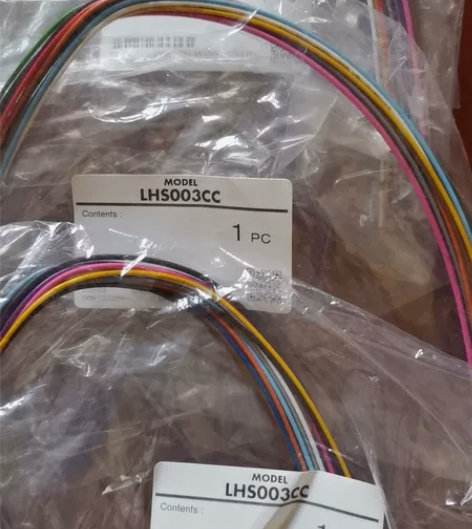 MODEL
LHS003CC
Contents :
1 PC
MODEL
LHS003CC
Contents :